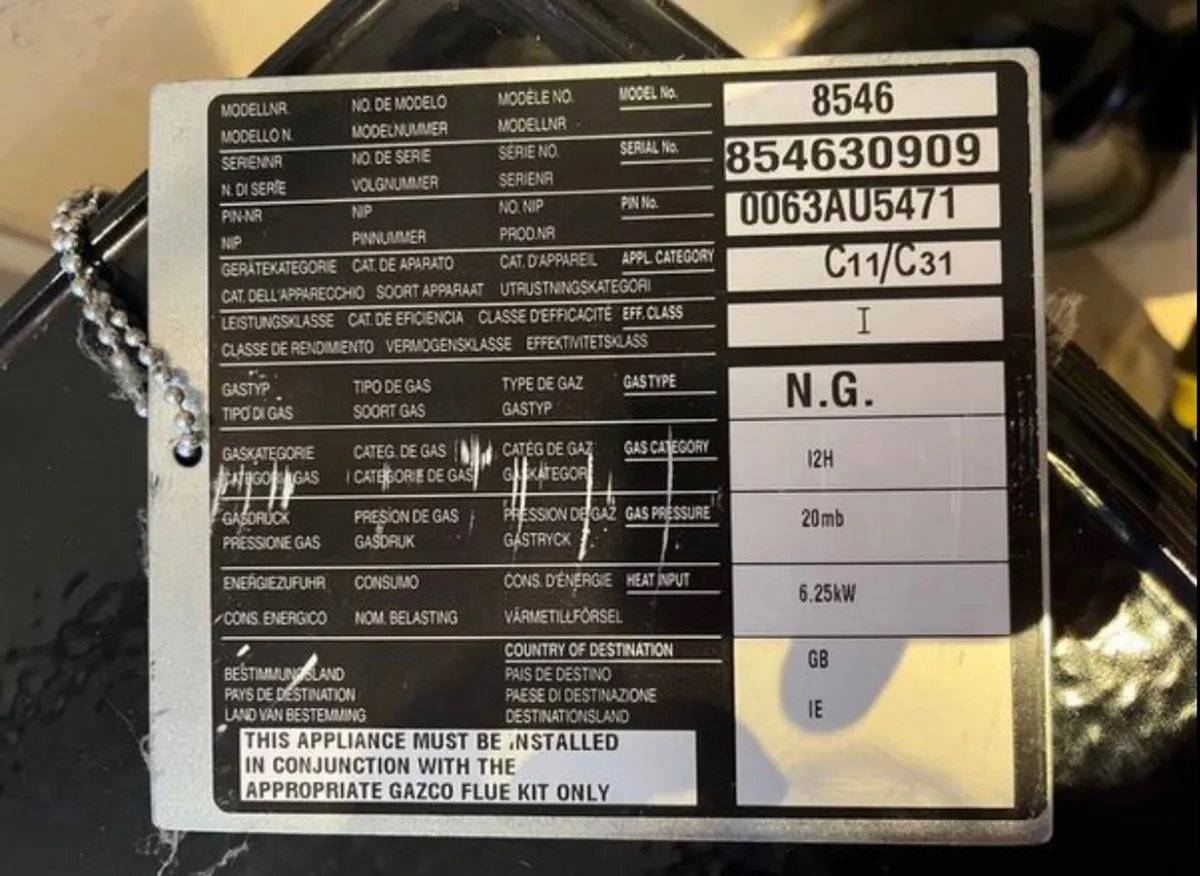 MODELLNR. NO. DE MODELO MODÈLE NO. MODEL No. 8546
MODELLO N. MODELNUMMER MODELLNR
SERIENNR NO. DE SERIE SÉRIE NO. SERIAL No. 854630909
N. DI SERIE VOLGNUMMER SERIENR
PIN-NR NIP NO. NIP PIN No. 0063AU5471
NIP PINNUMMER PROD.NR
GERÄTEKATEGORIE CAT. DE APARATO CAT. D'APPAREIL APPL. CATEGORY C11/C31
CAT. DELL'APPARECCHIO SOORT APPARAAT UTRUSTNINGSKATEGORI
LEISTUNGSKLASSE CAT. DE EFICIENCIA CLASSE D'EFFICACITÉ EFF. CLASS I
CLASSE DE RENDIMENTO VERMOGENSKLASSE EFFEKTIVITETSKLASS
GASTYP TIPO DE GAS TYPE DE GAZ GAS TYPE N.G.
TIPO DI GAS SOORT GAS GASTYP
GASKATEGORIE CATEG. DE GAS CATÉG DE GAZ GAS CATEGORY I2H
CATEGORIA GAS CATEGORIE DE GAS GASKATEGORI
GASDRUCK PRESION DE GAS PRESSION DE GAZ GAS PRESSURE 20mb
PRESSIONE GAS GASDRUK GASTRYCK
ENERGIEZUFUHR CONSUMO CONS. D'ÉNERGIE HEAT INPUT 6.25kW
CONS. ENERGICO NOM. BELASTING VÄRMETILLFÖRSEL
COUNTRY OF DESTINATION GB
BESTIMMUNGSLAND PAIS DE DESTINO
PAYS DE DESTINATION PAESE DI DESTINAZIONE
LAND VAN BESTEMMING DESTINATIONSLAND IE
THIS APPLIANCE MUST BE INSTALLED
IN CONJUNCTION WITH THE
APPROPRIATE GAZCO FLUE KIT ONLY